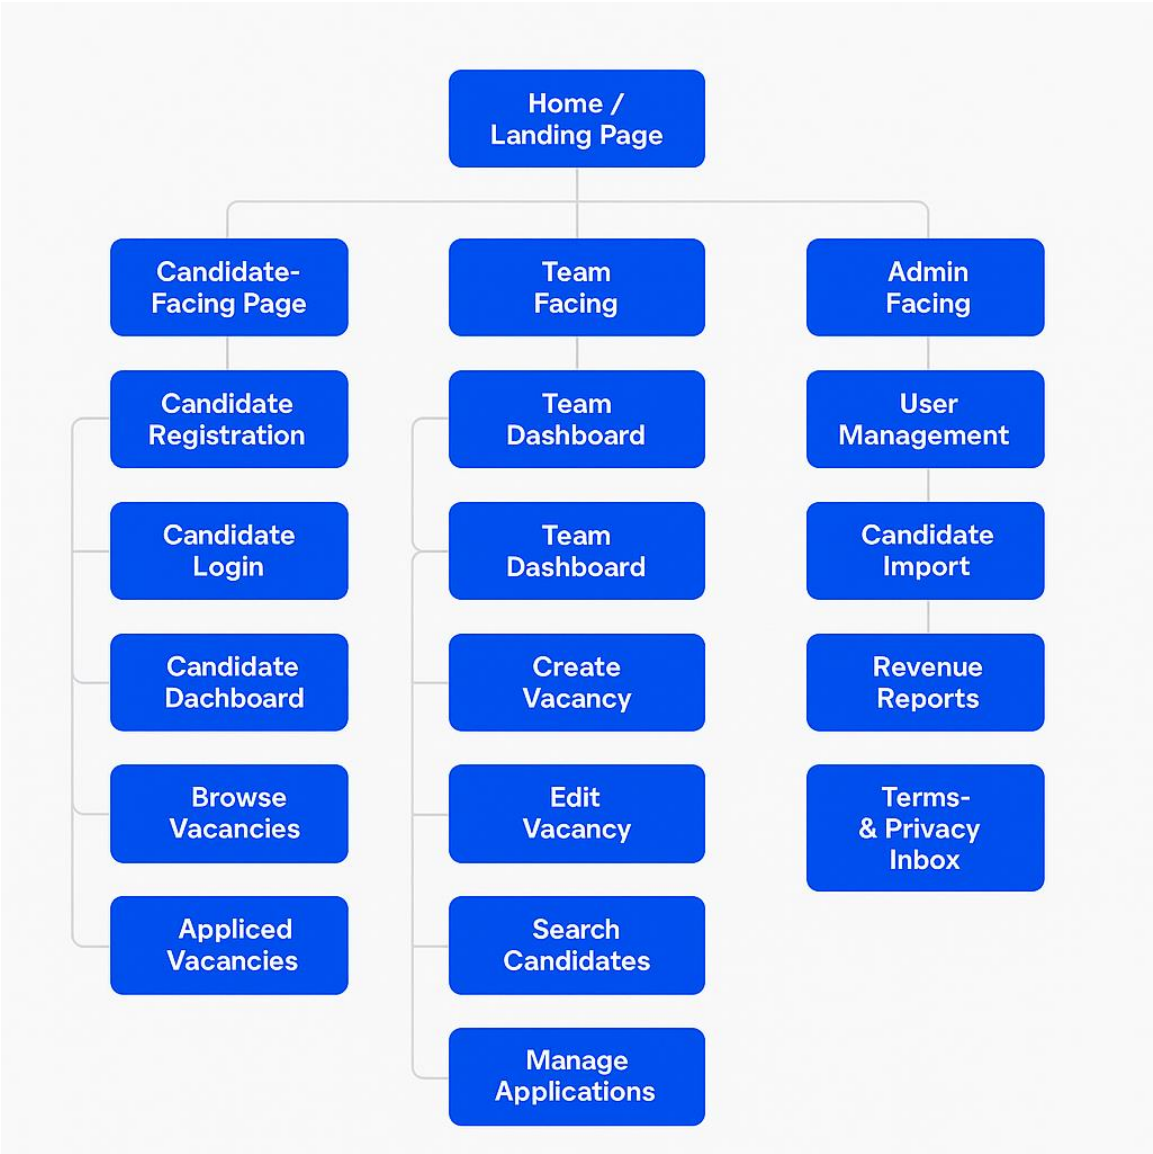 Home /
Landing Page
Candidate-
Facing Page
Team
Facing
Admin
Facing
Candidate
Registration
Team
Dashboard
User
Management
Candidate
Login
Team
Dashboard
Candidate
Import
Candidate
Dachboard
Create
Vacancy
Revenue
Reports
Browse
Vacancies
Edit
Vacancy
Terms-
& Privacy
Inbox
Appliced
Vacancies
Search
Candidates
Manage
Applications